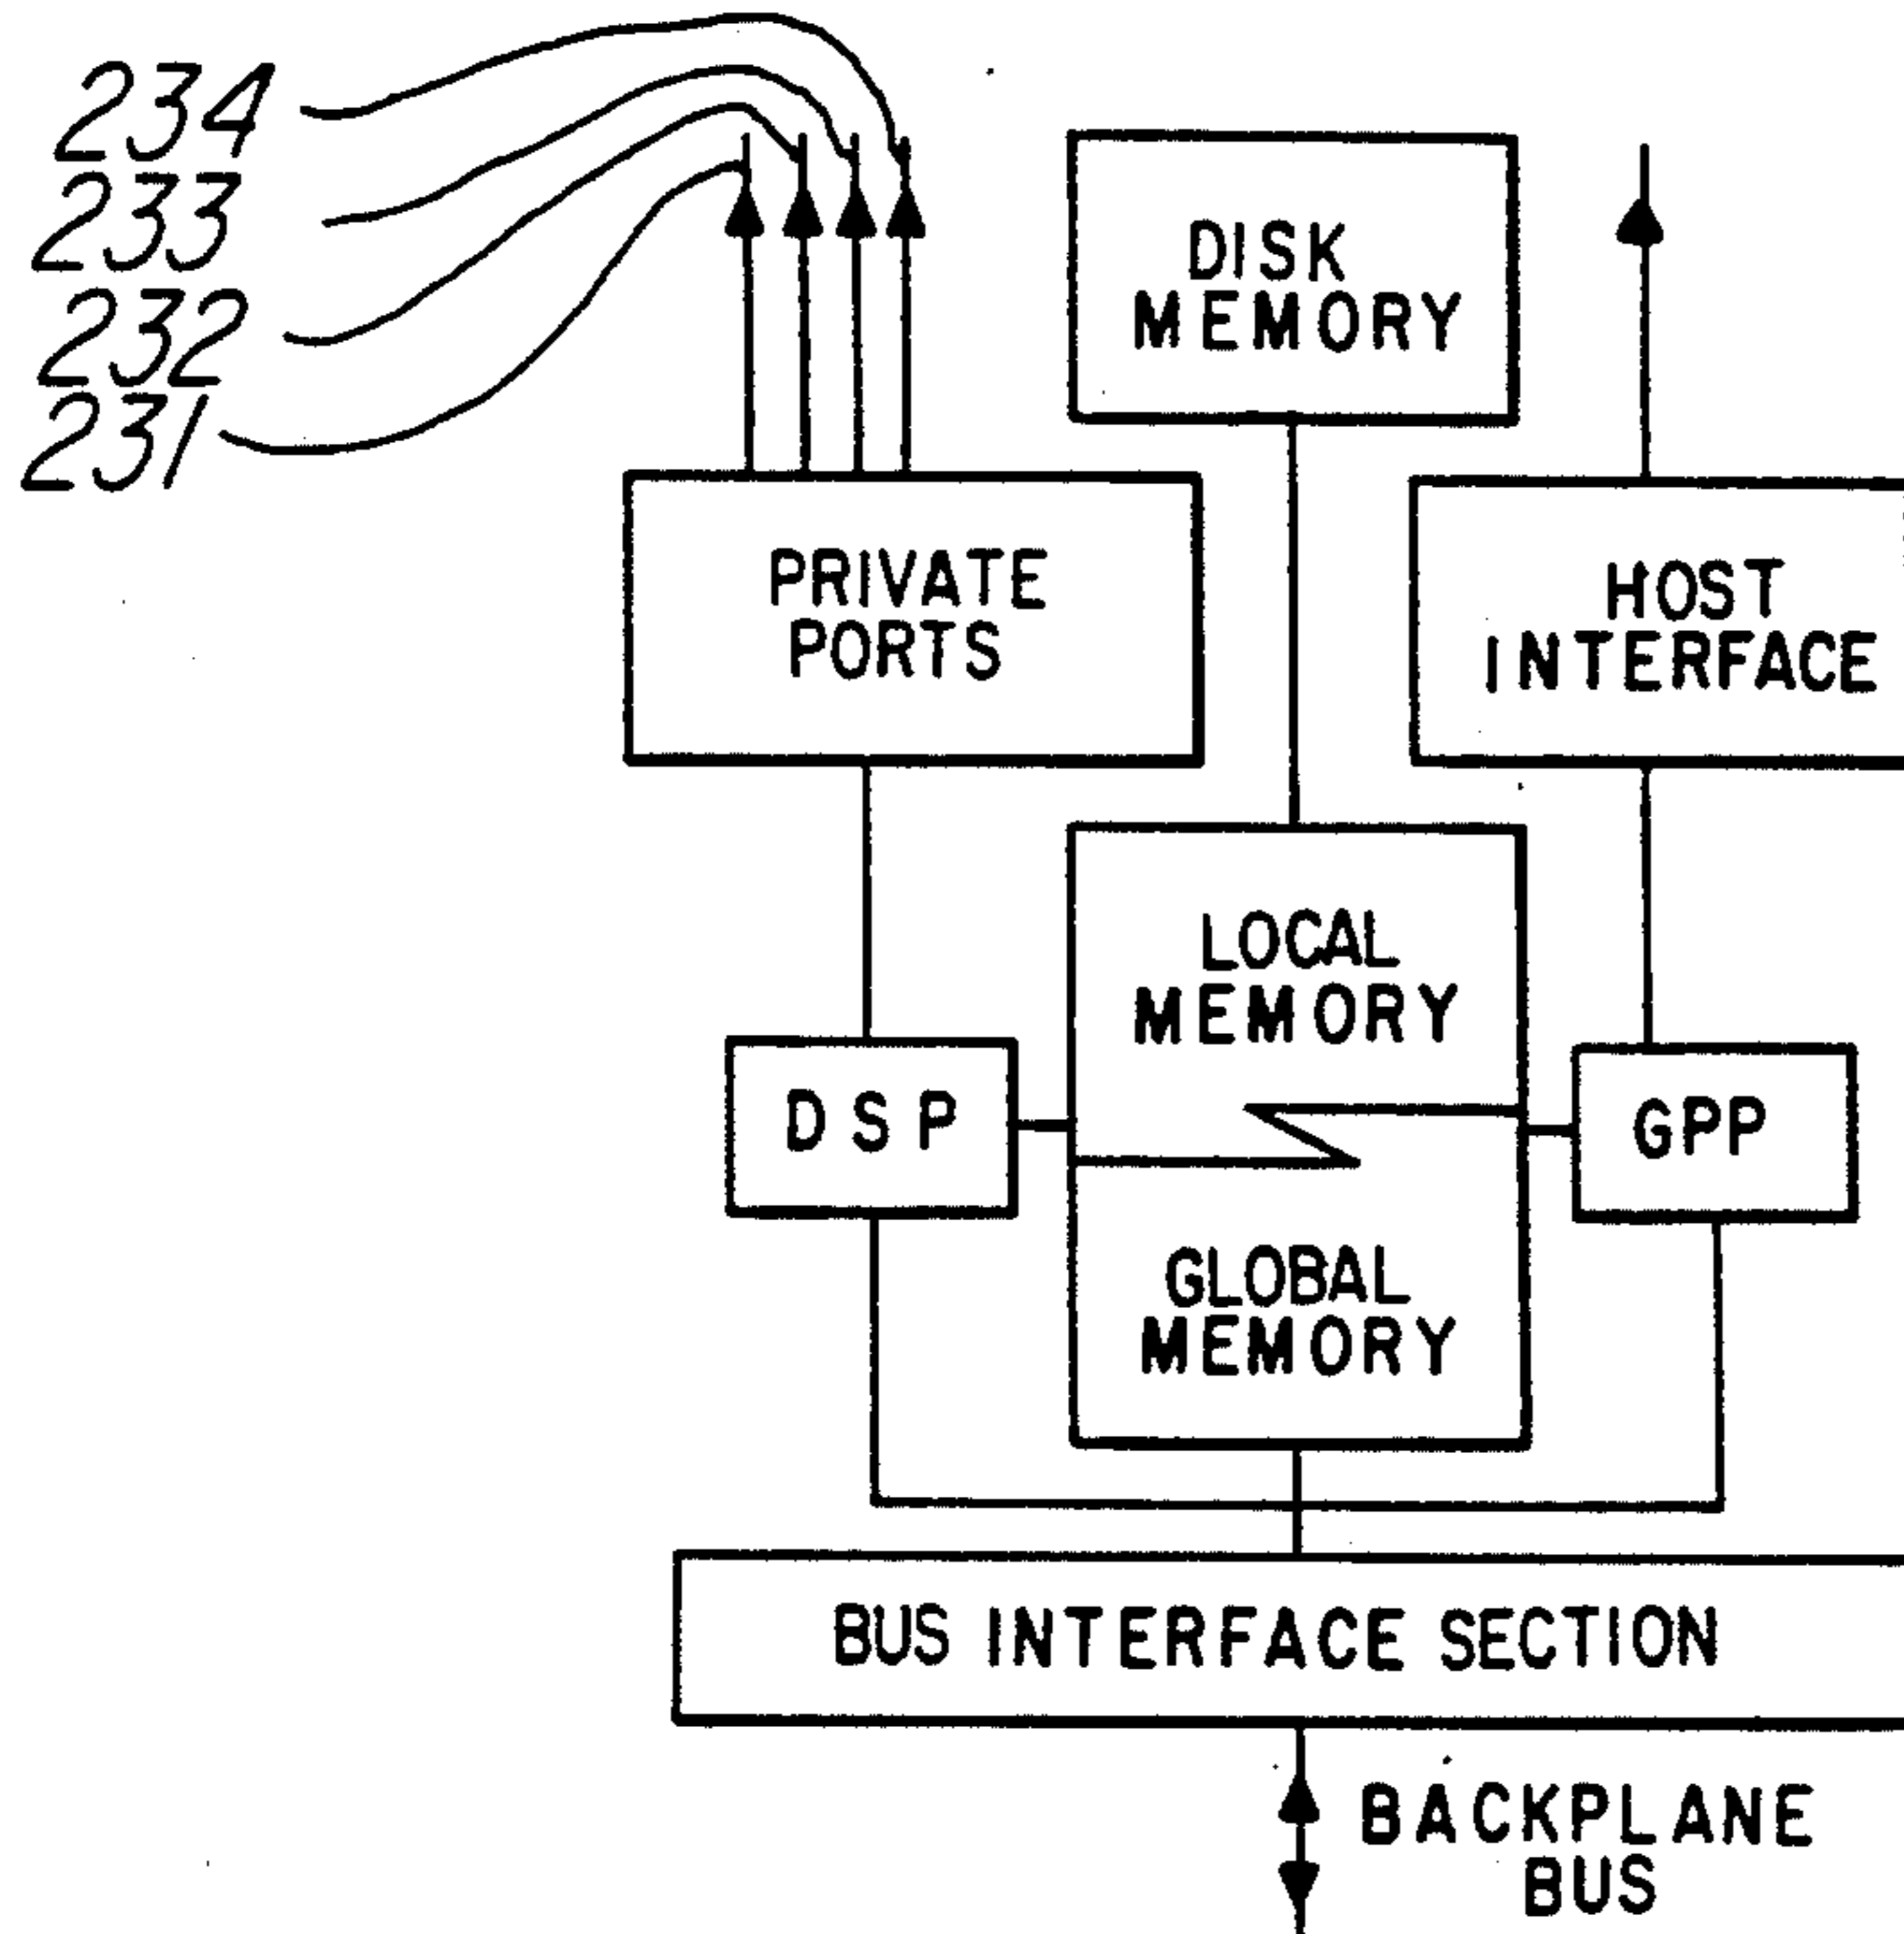 234
233
232
231
DISK
MEMORY
PRIVATE
PORTS
HOST
INTERFACE
LOCAL
MEMORY
DSP
GPP
GLOBAL
MEMORY
BUS INTERFACE SECTION
BACKPLANE
BUS